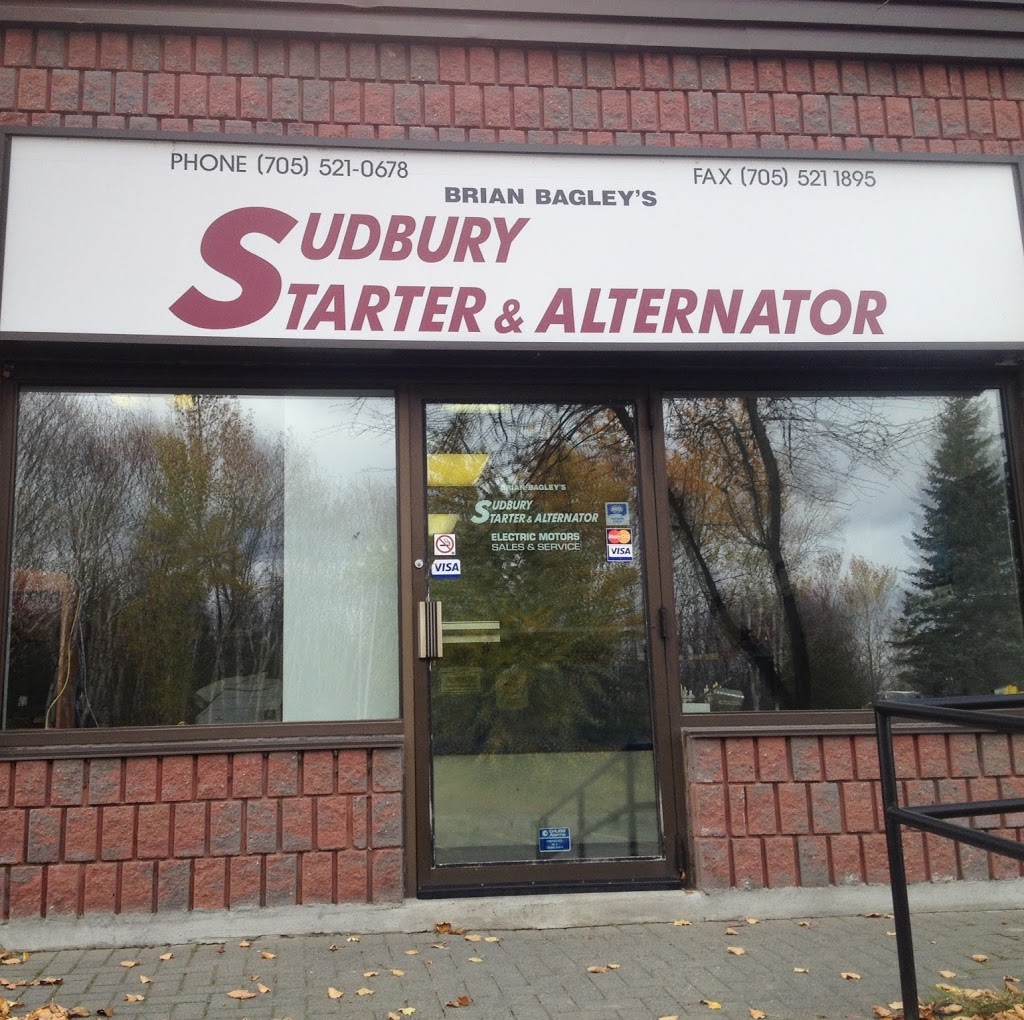 PHONE (705) 521-0678
FAX (705) 521 1895
BRIAN BAGLEY'S
SUDBURY
STARTER & ALTERNATOR
BRIAN BAGLEY'S
SUDBURY
STARTER & ALTERNATOR
ELECTRIC MOTORS
SALES & SERVICE
MasterCard
VISA
VISA